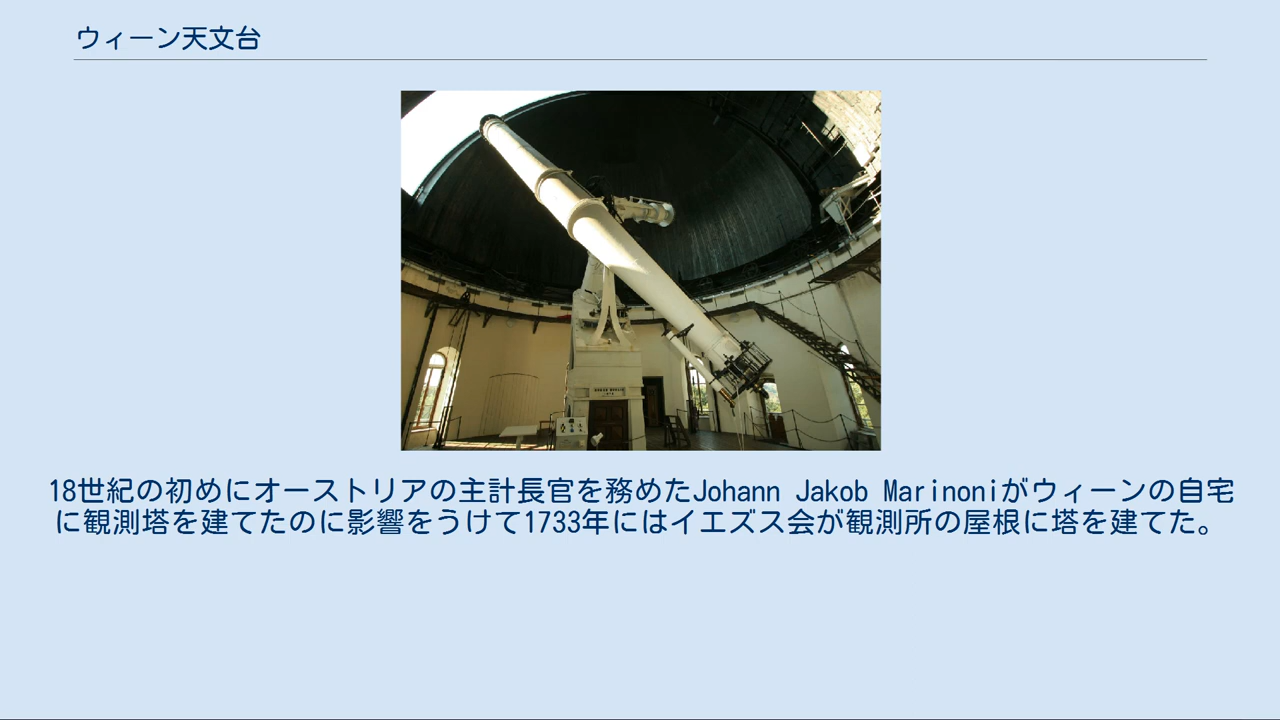 ウィーン天文台
18世紀の初めにオーストリアの主計長官を務めたJohann Jakob Marinoniがウィーンの自宅
に観測塔を建てたのに影響をうけて1733年にはイエズス会が観測所の屋根に塔を建てた。